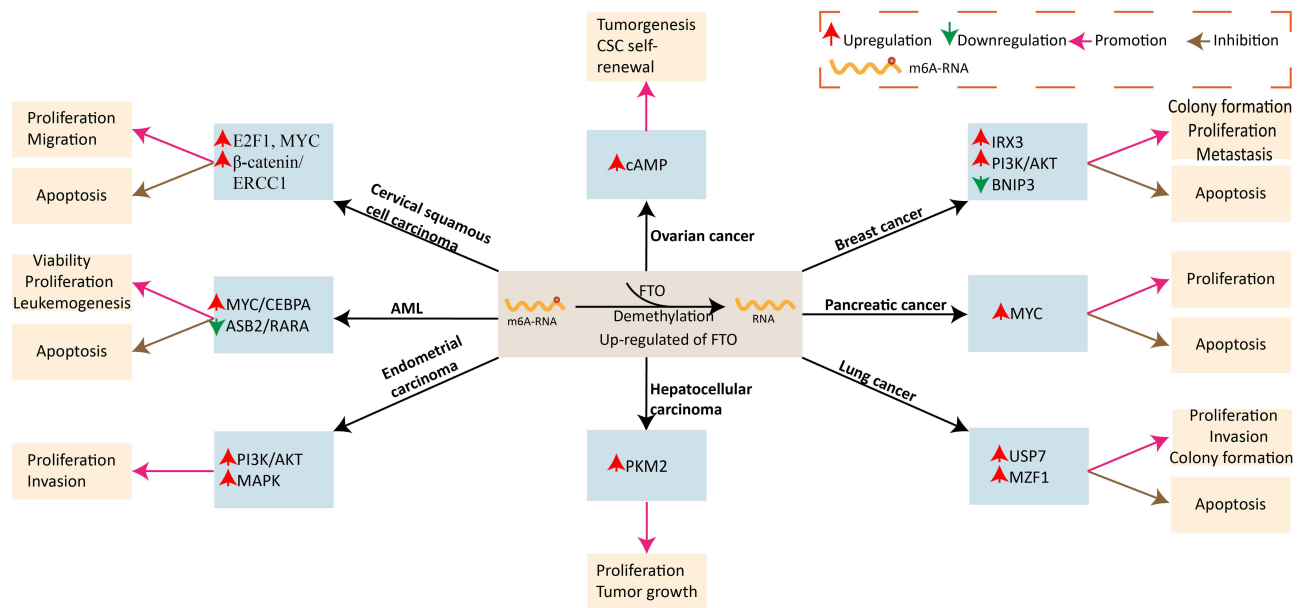 Upregulation
Downregulation
Promotion
Inhibition
m6A-RNA
Tumorgenesis
CSC self-
renewal
cAMP
Ovarian cancer
Proliferation
Migration
Apoptosis
E2F1, MYC
β-catenin/
ERCC1
Cervical squamous
cell carcinoma
Colony formation
Proliferation
Metastasis
Apoptosis
IRX3
PI3K/AKT
BNIP3
Breast cancer
Viability
Proliferation
Leukemogenesis
Apoptosis
MYC/CEBPA
ASB2/RARA
AML
m6A-RNA
FTO
Demethylation
RNA
Up-regulated of FTO
Pancreatic cancer
MYC
Proliferation
Apoptosis
Endometrial
carcinoma
PI3K/AKT
MAPK
Proliferation
Invasion
Hepatocellular
carcinoma
PKM2
Proliferation
Tumor growth
Lung cancer
USP7
MZF1
Proliferation
Invasion
Colony formation
Apoptosis